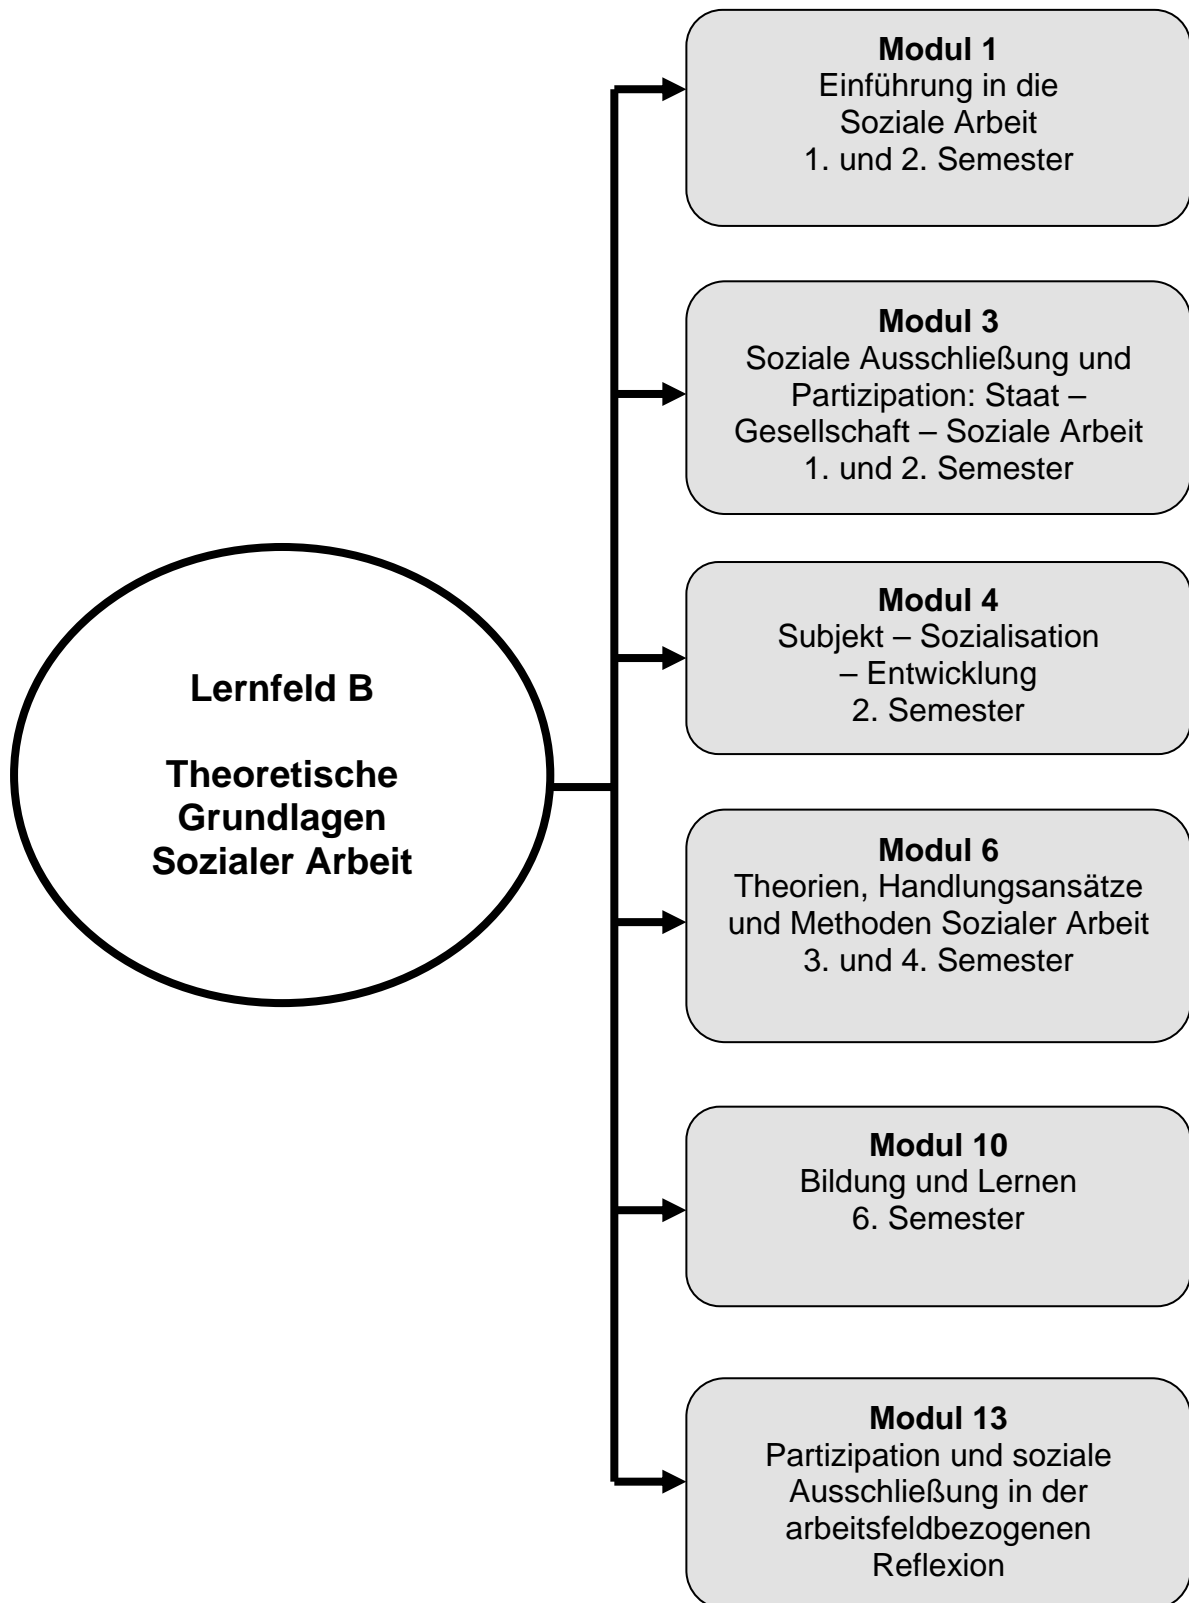 Lernfeld B
Theoretische
Grundlagen
Sozialer Arbeit
Modul 1
Einführung in die
Soziale Arbeit
1. und 2. Semester
Modul 3
Soziale Ausschließung und
Partizipation: Staat –
Gesellschaft – Soziale Arbeit
1. und 2. Semester
Modul 4
Subjekt – Sozialisation
– Entwicklung
2. Semester
Modul 6
Theorien, Handlungsansätze
und Methoden Sozialer Arbeit
3. und 4. Semester
Modul 10
Bildung und Lernen
6. Semester
Modul 13
Partizipation und soziale
Ausschließung in der
arbeitsfeldbezogenen
Reflexion